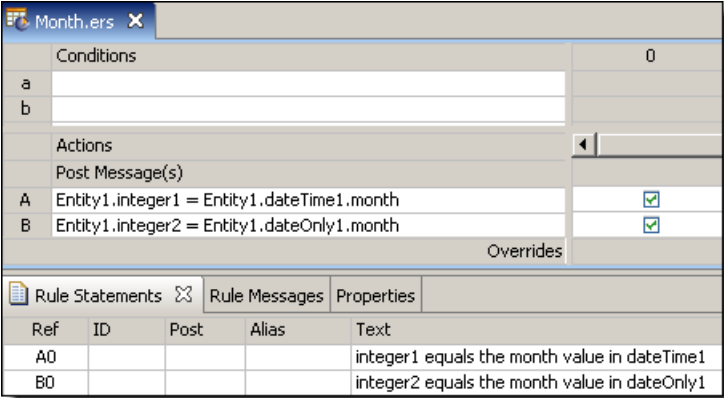 Month.ers
Conditions 0
a
b
Actions
Post Message(s)
A Entity1.integer1 = Entity1.dateTime1.month
B Entity1.integer2 = Entity1.dateOnly1.month
Overrides
Rule Statements Rule Messages Properties
Ref ID Post Alias Text
A0 integer1 equals the month value in dateTime1
B0 integer2 equals the month value in dateOnly1